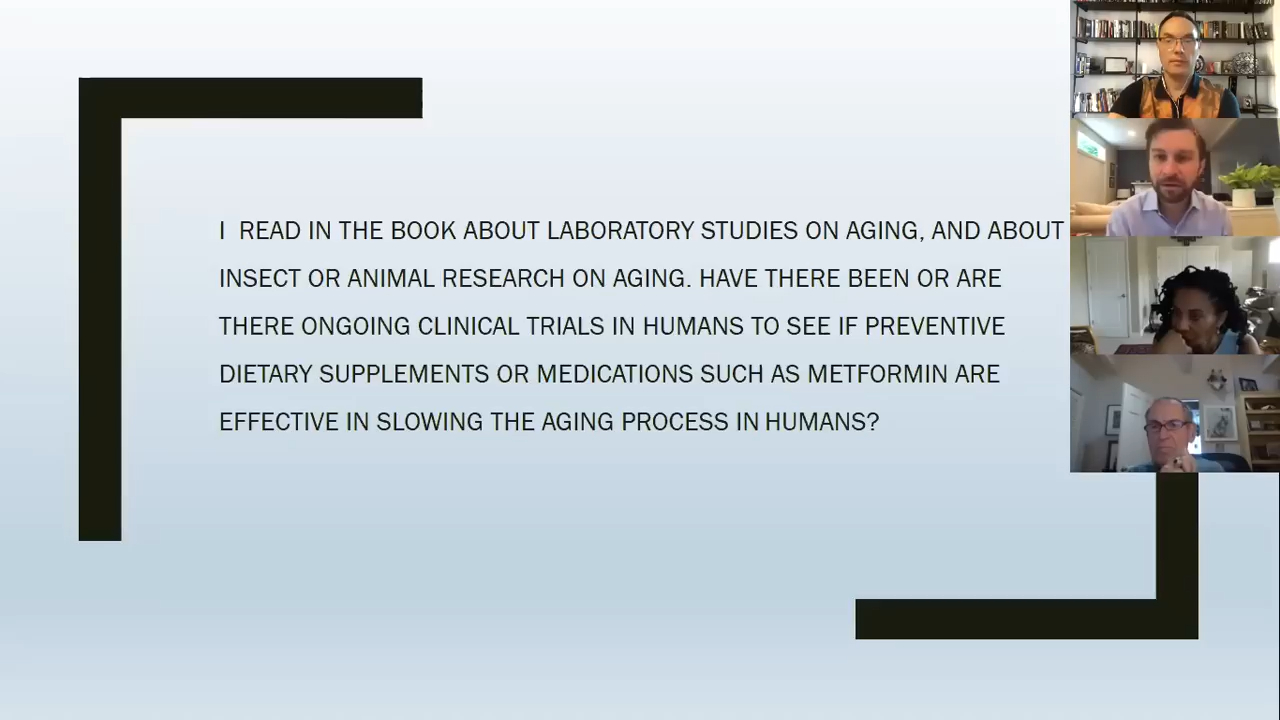 I READ IN THE BOOK ABOUT LABORATORY STUDIES ON AGING, AND ABOUT
INSECT OR ANIMAL RESEARCH ON AGING. HAVE THERE BEEN OR ARE
THERE ONGOING CLINICAL TRIALS IN HUMANS TO SEE IF PREVENTIVE
DIETARY SUPPLEMENTS OR MEDICATIONS SUCH AS METFORMIN ARE
EFFECTIVE IN SLOWING THE AGING PROCESS IN HUMANS?